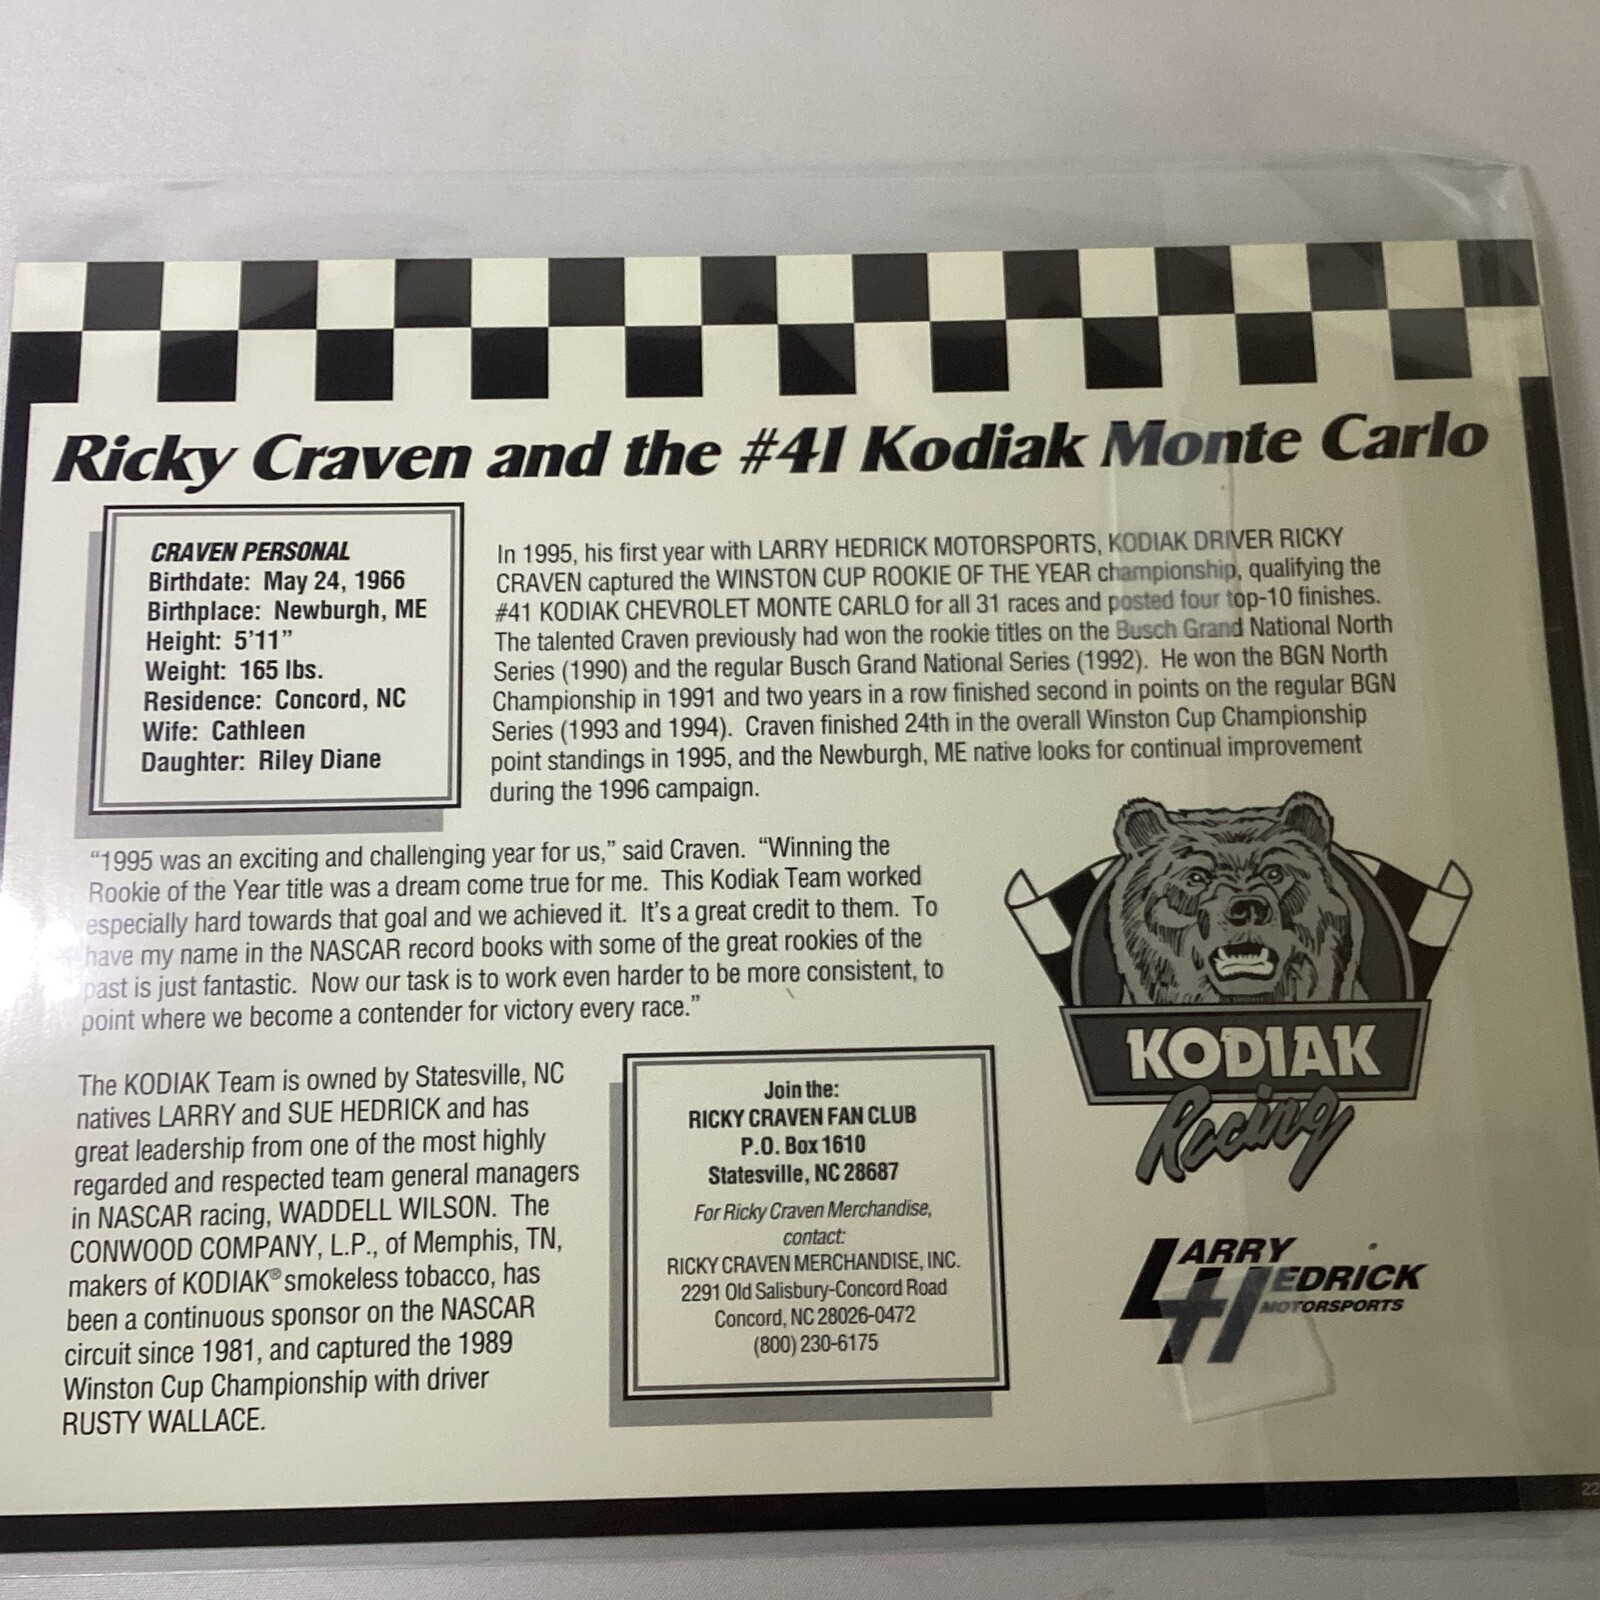 Ricky Craven and the #41 Kodiak Monte Carlo
CRAVEN PERSONAL
Birthdate: May 24, 1966
Birthplace: Newburgh, ME
Height: 5'11"
Weight: 165 lbs.
Residence: Concord, NC
Wife: Cathleen
Daughter: Riley Diane
In 1995, his first year with LARRY HEDRICK MOTORSPORTS, KODIAK DRIVER RICKY
CRAVEN captured the WINSTON CUP ROOKIE OF THE YEAR championship, qualifying the
#41 KODIAK CHEVROLET MONTE CARLO for all 31 races and posted four top-10 finishes.
The talented Craven previously had won the rookie titles on the Busch Grand National North
Series (1990) and the regular Busch Grand National Series (1992). He won the BGN North
Championship in 1991 and two years in a row finished second in points on the regular BGN
Series (1993 and 1994). Craven finished 24th in the overall Winston Cup Championship
point standings in 1995, and the Newburgh, ME native looks for continual improvement
during the 1996 campaign.
"1995 was an exciting and challenging year for us," said Craven. "Winning the
Rookie of the Year title was a dream come true for me. This Kodiak Team worked
especially hard towards that goal and we achieved it. It's a great credit to them. To
have my name in the NASCAR record books with some of the great rookies of the
past is just fantastic. Now our task is to work even harder to be more consistent, to
point where we become a contender for victory every race."
The KODIAK Team is owned by Statesville, NC
natives LARRY and SUE HEDRICK and has
great leadership from one of the most highly
regarded and respected team general managers
in NASCAR racing, WADDELL WILSON. The
CONWOOD COMPANY, L.P., of Memphis, TN,
makers of KODIAK® smokeless tobacco, has
been a continuous sponsor on the NASCAR
circuit since 1981, and captured the 1989
Winston Cup Championship with driver
RUSTY WALLACE.
Join the:
RICKY CRAVEN FAN CLUB
P.O. Box 1610
Statesville, NC 28687
For Ricky Craven Merchandise,
contact:
RICKY CRAVEN MERCHANDISE, INC.
2291 Old Salisbury-Concord Road
Concord, NC 28026-0472
(800) 230-6175
KODIAK
Racing
LARRY
HEDRICK
MOTORSPORTS
22